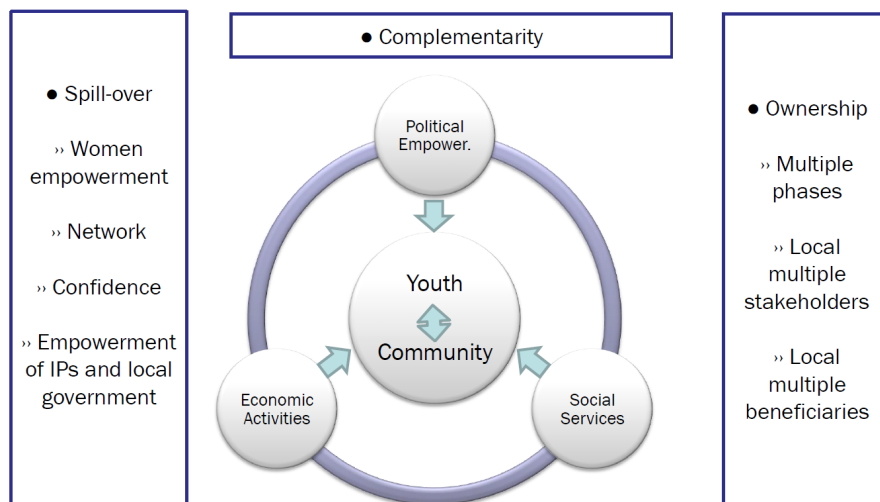 ● Complementarity
● Spill-over
›› Women
empowerment
›› Network
›› Confidence
›› Empowerment
of IPs and local
government
Political
Empower.
Youth
Community
Economic
Activities
Social
Services
● Ownership
›› Multiple
phases
›› Local
multiple
stakeholders
›› Local
multiple
beneficiaries